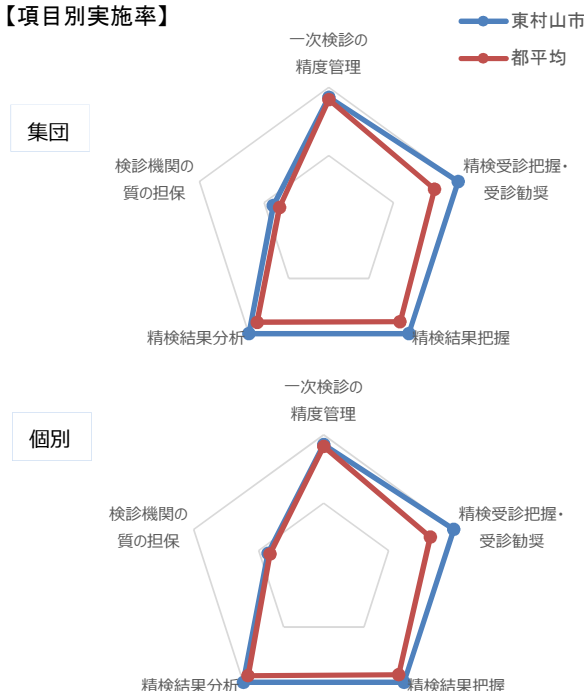 【項目別実施率】
東村山市
都平均
集団
一次検診の
精度管理
精検受診把握・
受診勧奨
精検結果把握
精検結果分析
検診機関の
質の担保
個別
一次検診の
精度管理
精検受診把握・
受診勧奨
精検結果把握
精検結果分析
検診機関の
質の担保